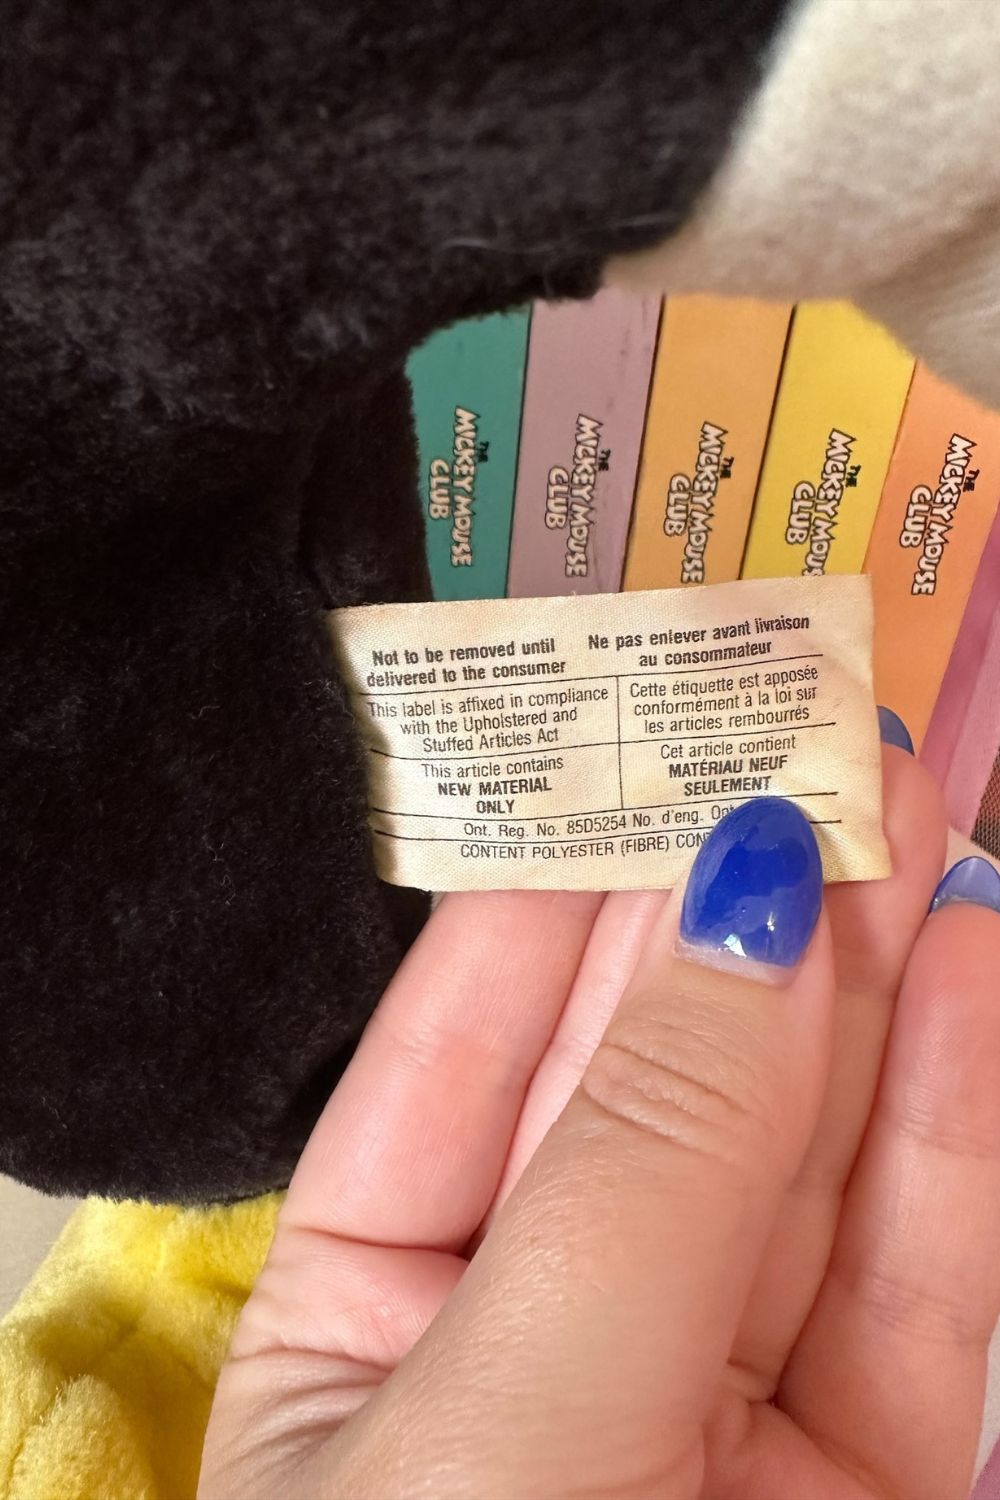 THE
MICKEY MOUSE
CLUB
THE
MICKEY MOUSE
CLUB
THE
MICKEY MOUSE
CLUB
THE
MICKEY MOUSE
CLUB
THE
MICKEY MOUSE
CLUB
Not to be removed until
delivered to the consumer
Ne pas enlever avant livraison
au consommateur
This label is affixed in compliance
with the Upholstered and
Stuffed Articles Act
Cette étiquette est apposée
conformément à la loi sur
les articles rembourrés
This article contains
NEW MATERIAL
ONLY
Cet article contient
MATÉRIAU NEUF
SEULEMENT
Ont. Reg. No. 85D5254 No. d'eng.
CONTENT POLYESTER (FIBRE)